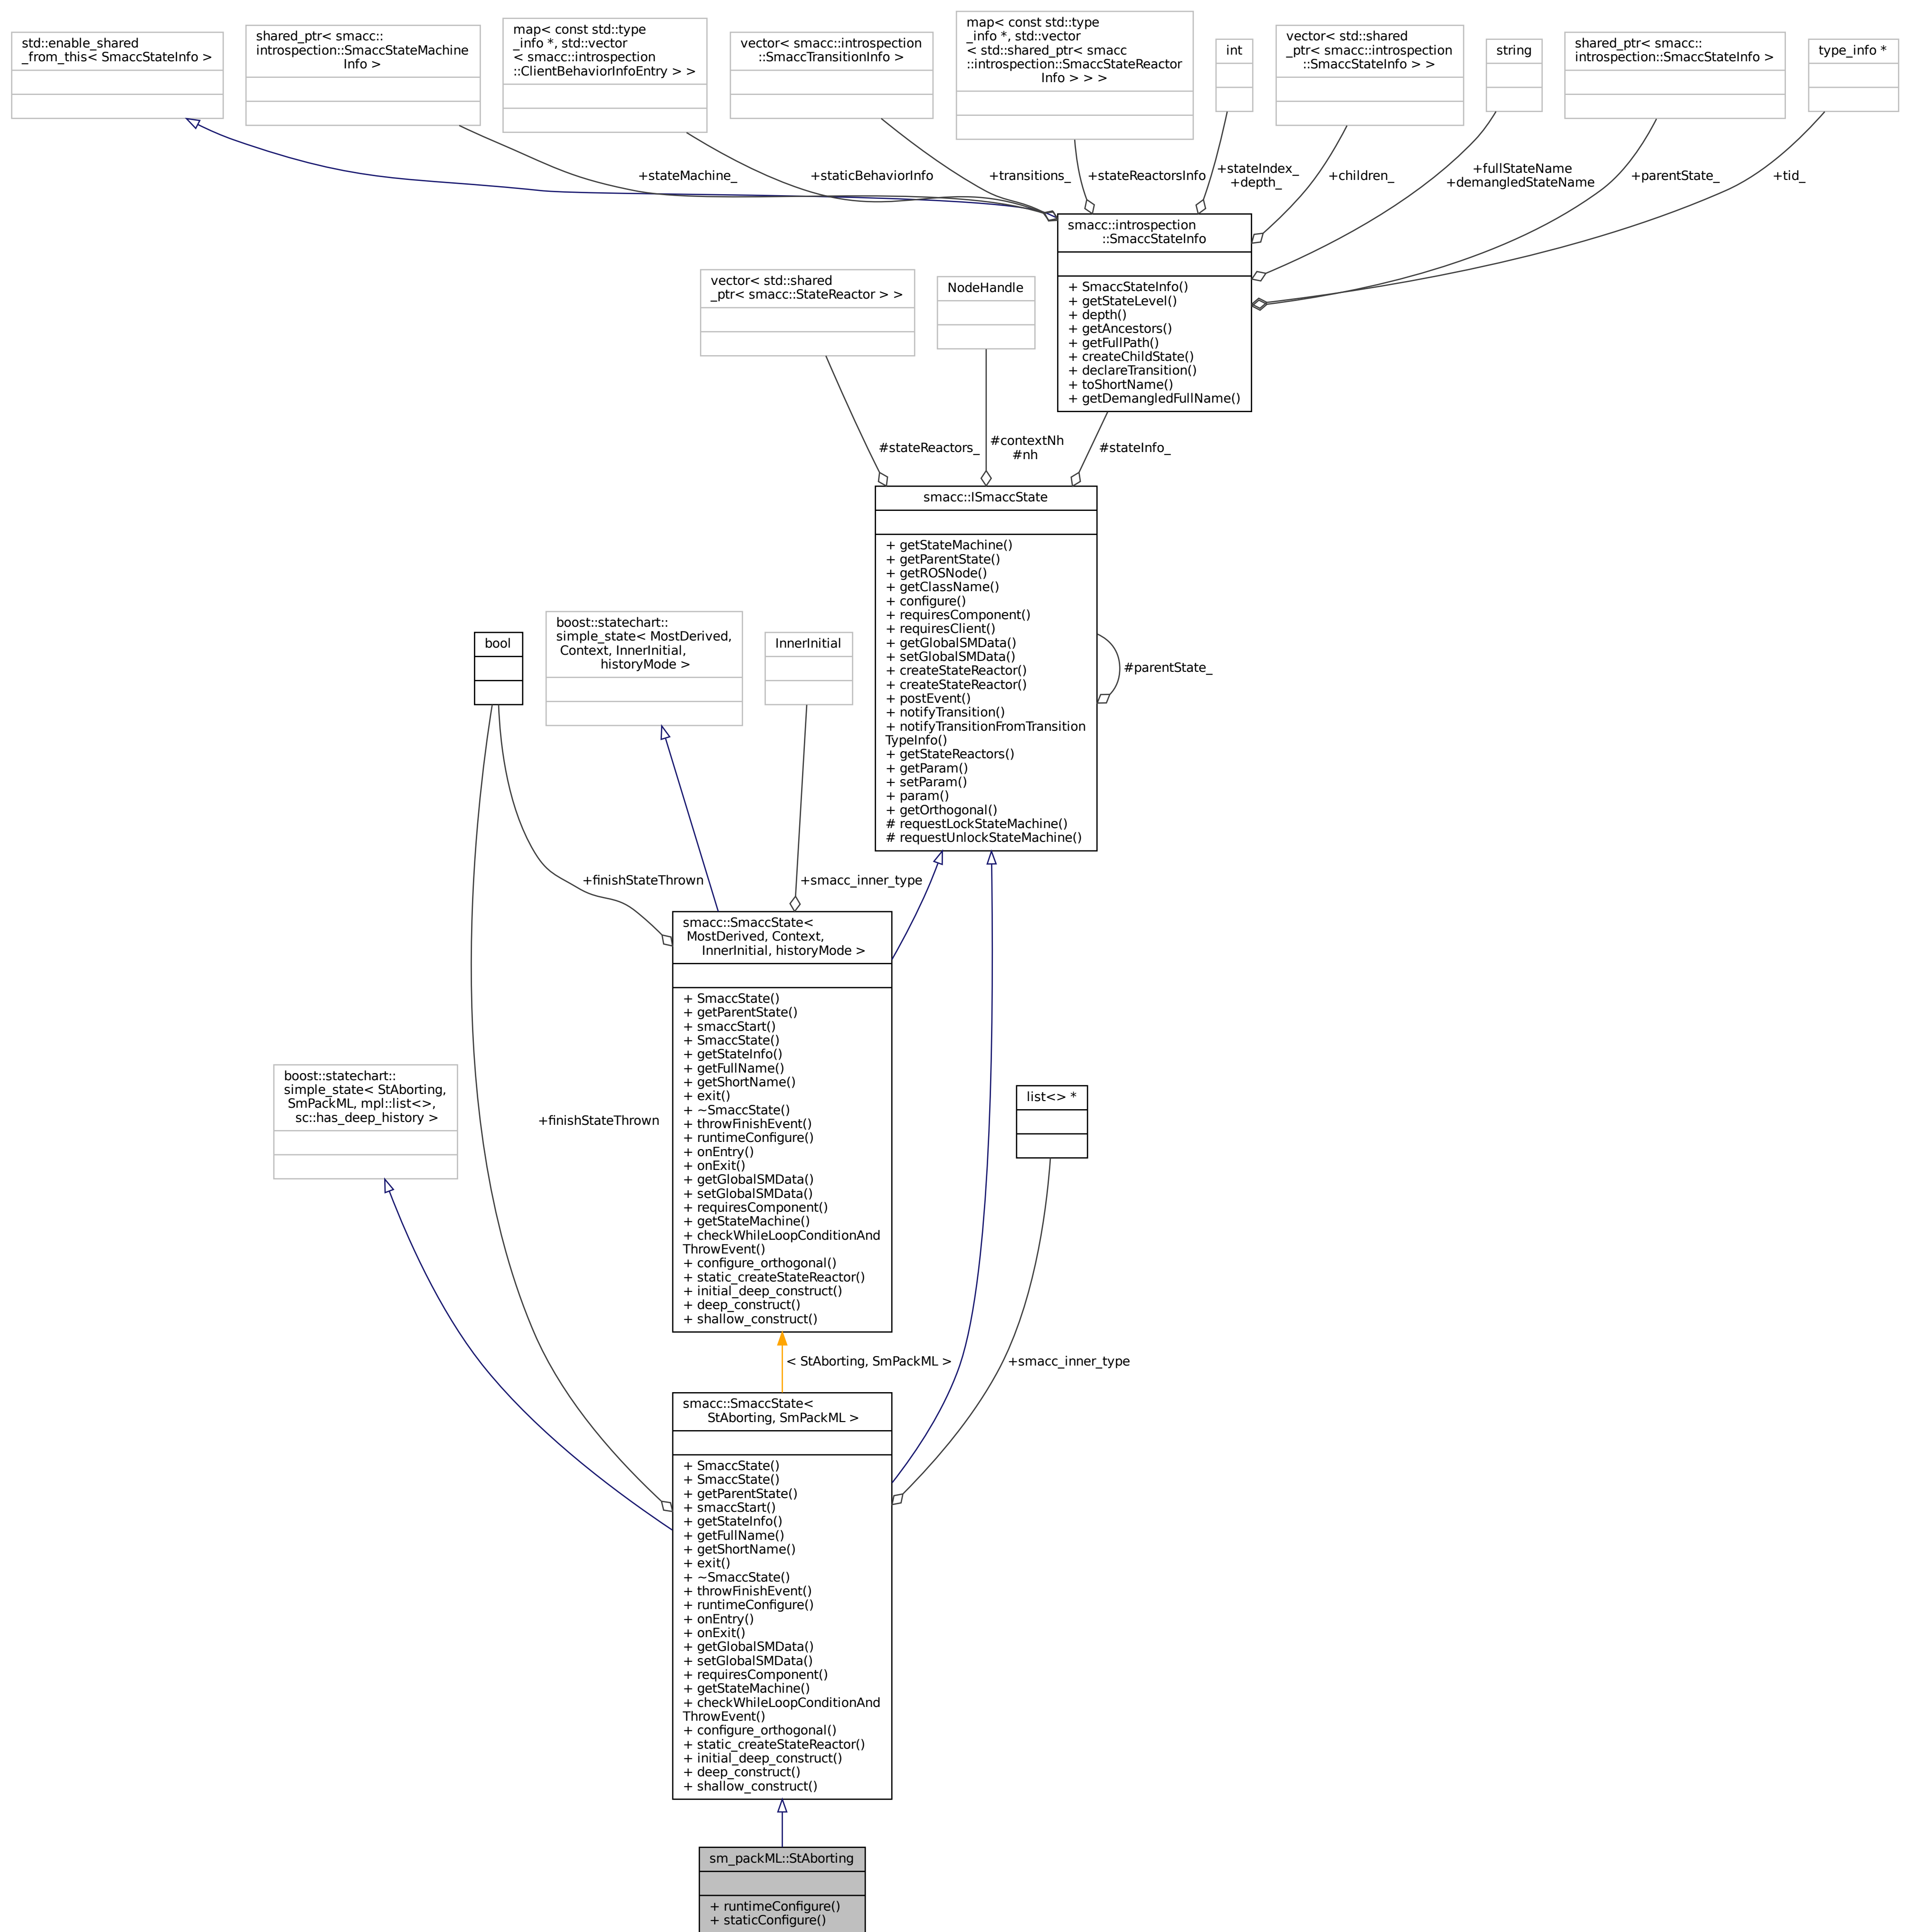 std::enable_shared
_from_this< SmaccStateInfo >
shared_ptr< smacc::
introspection::SmaccStateMachine
Info >
map< const std::type
_info *, std::vector
< smacc::introspection
::ClientBehaviorInfoEntry > >
vector< smacc::introspection
::SmaccTransitionInfo >
map< const std::type
_info *, std::vector
< std::shared_ptr< smacc
::introspection::SmaccStateReactor
Info > > >
int
vector< std::shared
_ptr< smacc::introspection
::SmaccStateInfo > >
string
shared_ptr< smacc::
introspection::SmaccStateInfo >
type_info *
+stateMachine_
+staticBehaviorInfo
+transitions_
+stateReactorsInfo
+stateIndex_
+depth_
+children_
+fullStateName
+demangledStateName
+parentState_
+tid_
smacc::introspection
::SmaccStateInfo
+ SmaccStateInfo()
+ getStateLevel()
+ depth()
+ getAncestors()
+ getFullPath()
+ createChildState()
+ declareTransition()
+ toShortName()
+ getDemangledFullName()
vector< std::shared
_ptr< smacc::StateReactor > >
NodeHandle
#stateReactors_
#contextNh
#nh
#stateInfo_
smacc::ISmaccState
+ getStateMachine()
+ getParentState()
+ getROSNode()
+ getClassName()
+ configure()
+ requiresComponent()
+ requiresClient()
+ getGlobalSMData()
+ setGlobalSMData()
+ createStateReactor()
+ createStateReactor()
+ postEvent()
+ notifyTransition()
+ notifyTransitionFromTransition
TypeInfo()
+ getStateReactors()
+ getParam()
+ setParam()
+ param()
+ getOrthogonal()
# requestLockStateMachine()
# requestUnlockStateMachine()
#parentState_
bool
boost::statechart::
simple_state< MostDerived,
Context, InnerInitial,
historyMode >
InnerInitial
+finishStateThrown
+smacc_inner_type
smacc::SmaccState<
MostDerived, Context,
InnerInitial, historyMode >
+ SmaccState()
+ getParentState()
+ smaccStart()
+ SmaccState()
+ getStateInfo()
+ getFullName()
+ getShortName()
+ exit()
+ ~SmaccState()
+ throwFinishEvent()
+ runtimeConfigure()
+ onEntry()
+ onExit()
+ getGlobalSMData()
+ setGlobalSMData()
+ requiresComponent()
+ getStateMachine()
+ checkWhileLoopConditionAnd
ThrowEvent()
+ configure_orthogonal()
+ static_createStateReactor()
+ initial_deep_construct()
+ deep_construct()
+ shallow_construct()
boost::statechart::
simple_state< StAborting,
SmPackML, mpl::list<>,
sc::has_deep_history >
+finishStateThrown
list<> *
< StAborting, SmPackML >
+smacc_inner_type
smacc::SmaccState<
StAborting, SmPackML >
+ SmaccState()
+ SmaccState()
+ getParentState()
+ smaccStart()
+ getStateInfo()
+ getFullName()
+ getShortName()
+ exit()
+ ~SmaccState()
+ throwFinishEvent()
+ runtimeConfigure()
+ onEntry()
+ onExit()
+ getGlobalSMData()
+ setGlobalSMData()
+ requiresComponent()
+ getStateMachine()
+ checkWhileLoopConditionAnd
ThrowEvent()
+ configure_orthogonal()
+ static_createStateReactor()
+ initial_deep_construct()
+ deep_construct()
+ shallow_construct()
sm_packML::StAborting
+ runtimeConfigure()
+ staticConfigure()